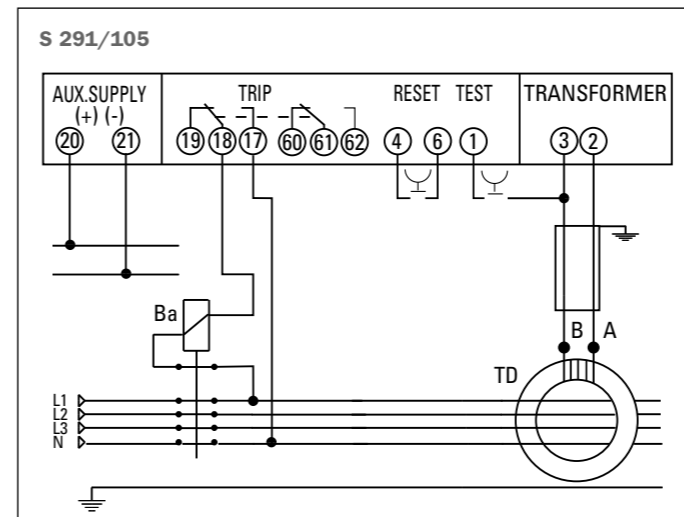 S 291/105
AUX.SUPPLY TRIP RESET TEST TRANSFORMER
(+) (-)
20 21 19 18 17 60 61 62 4 6 1 3 2
Ba
B A
TD
L1
L2
L3
N